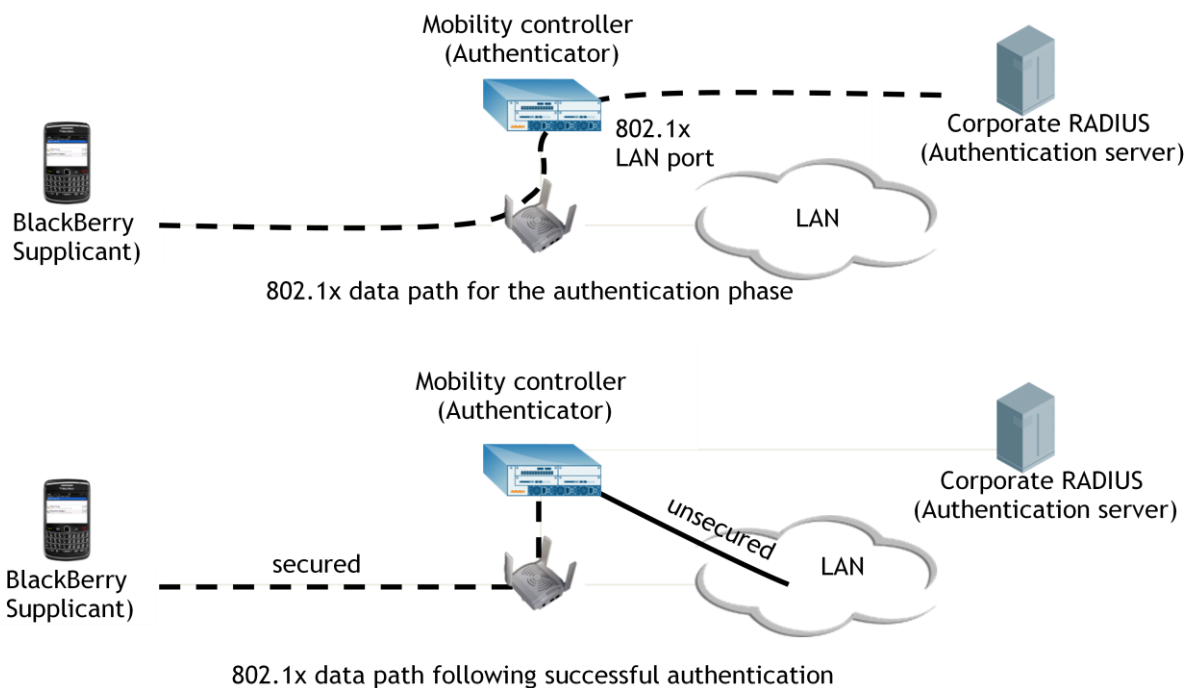 Mobility controller
(Authenticator)
802.1x
LAN port
Corporate RADIUS
(Authentication server)
BlackBerry
Supplicant)
LAN
802.1x data path for the authentication phase
Mobility controller
(Authenticator)
Corporate RADIUS
(Authentication server)
unsecured
secured
LAN
BlackBerry
Supplicant)
802.1x data path following successful authentication